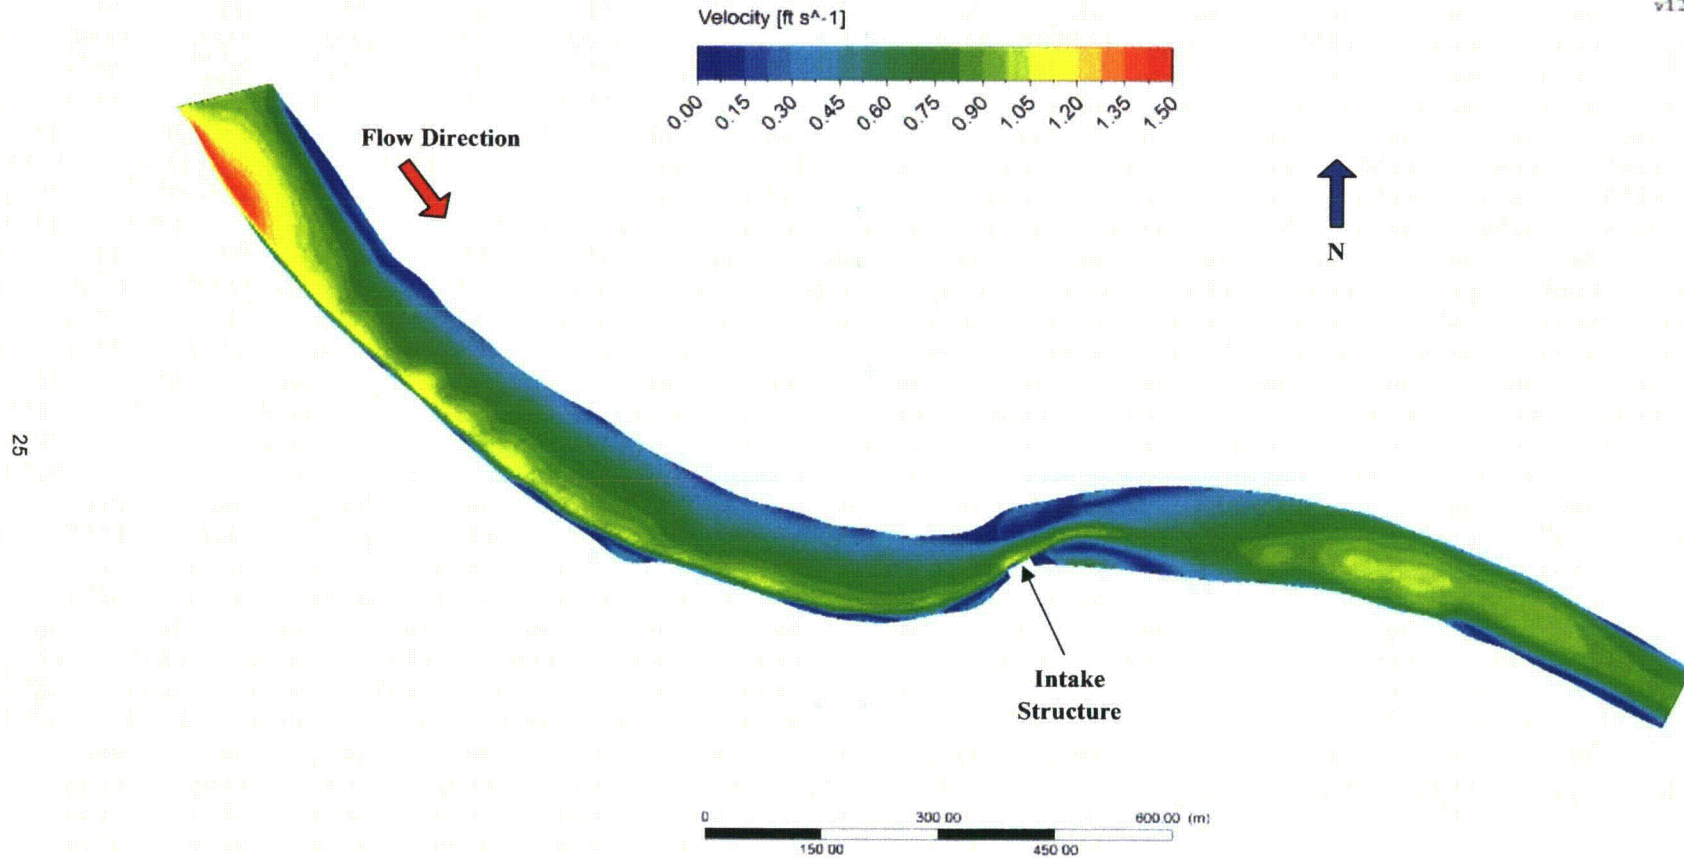 v12
Velocity [ft s^-1]
0.00 0.15 0.30 0.45 0.60 0.75 0.90 1.05 1.20 1.35 1.50
Flow Direction
N
25
Intake
Structure
0 300 00 600.00 (m)
150 00 450 00